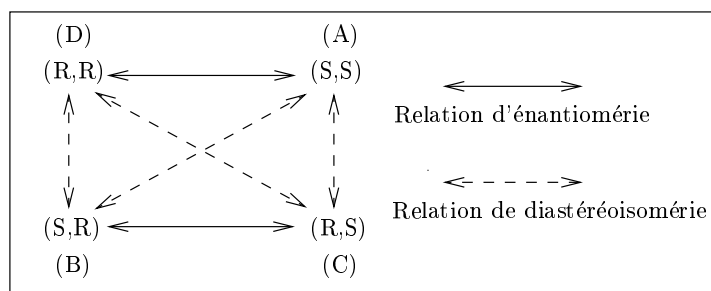 (D) (A)
(R,R) (S,S)
Relation d'énantiomérie
Relation de diastéréoisomérie
(S,R) (R,S)
(B) (C)